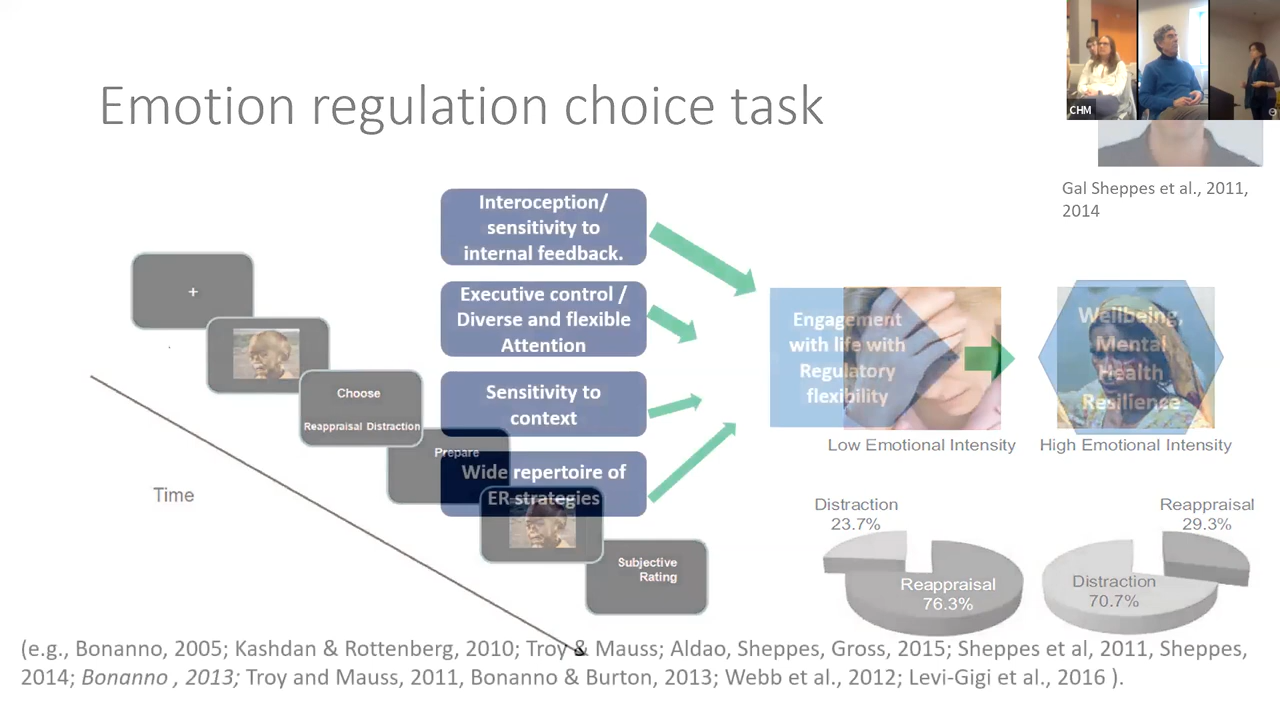 Emotion regulation choice task
CHM
Gal Sheppes et al., 2011,
2014
Interoception/
sensitivity to
internal feedback.
Executive control /
Diverse and flexible
Attention
Sensitivity to
context
Wide repertoire of
ER strategies
Engagement
with life with
Regulatory
flexibility
Wellbeing,
Mental
Health
Resilience
+
Choose
Reappraisal Distraction
Prepare
Subjective
Rating
Time
Low Emotional Intensity
High Emotional Intensity
Distraction
23.7%
Reappraisal
76.3%
Reappraisal
29.3%
Distraction
70.7%
(e.g., Bonanno, 2005; Kashdan & Rottenberg, 2010; Troy & Mauss; Aldao, Sheppes, Gross, 2015; Sheppes et al, 2011, Sheppes,
2014; Bonanno , 2013; Troy and Mauss, 2011, Bonanno & Burton, 2013; Webb et al., 2012; Levi-Gigi et al., 2016 ).